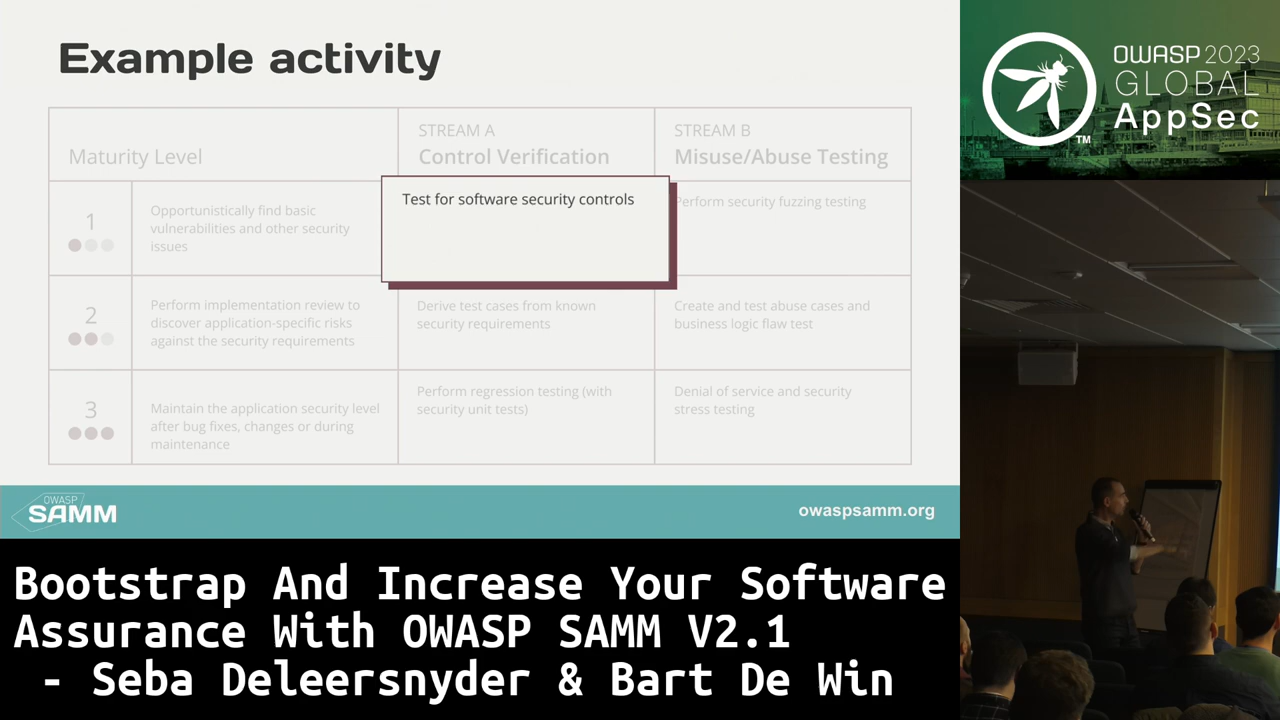 Example activity
Maturity Level
STREAM A
Control Verification
STREAM B
Misuse/Abuse Testing
1
Opportunistically find basic
vulnerabilities and other security
issues
Test for software security controls
Perform security fuzzing testing
2
Perform implementation review to
discover application-specific risks
against the security requirements
Derive test cases from known
security requirements
Create and test abuse cases and
business logic flaw test
3
Maintain the application security level
after bug fixes, changes or during
maintenance
Perform regression testing (with
security unit tests)
Denial of service and security
stress testing
OWASP
SAMM
owaspsamm.org
Bootstrap And Increase Your Software
Assurance With OWASP SAMM V2.1
- Seba Deleersnyder & Bart De Win
OWASP 2023
GLOBAL
AppSec
TM